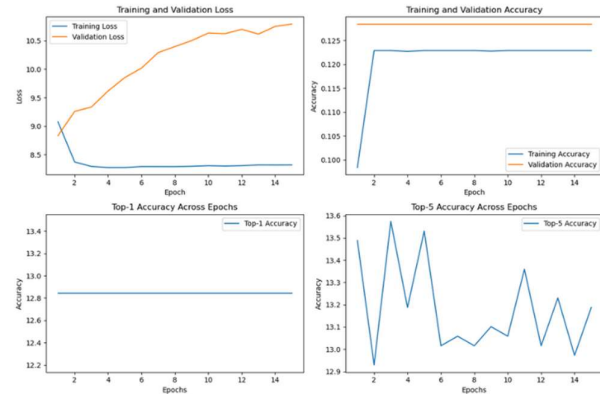 Training and Validation Loss
Training Loss
Validation Loss
10.5
10.0
9.5
9.0
8.5
Loss
2 4 6 8 10 12 14
Epoch
Training and Validation Accuracy
0.125
0.120
0.115
0.110
0.105
0.100
Accuracy
Training Accuracy
Validation Accuracy
2 4 6 8 10 12 14
Epoch
Top-1 Accuracy Across Epochs
Top-1 Accuracy
13.4
13.2
13.0
12.8
12.6
12.4
12.2
Accuracy
2 4 6 8 10 12 14
Epochs
Top-5 Accuracy Across Epochs
Top-5 Accuracy
13.6
13.5
13.4
13.3
13.2
13.1
13.0
12.9
Accuracy
2 4 6 8 10 12 14
Epochs